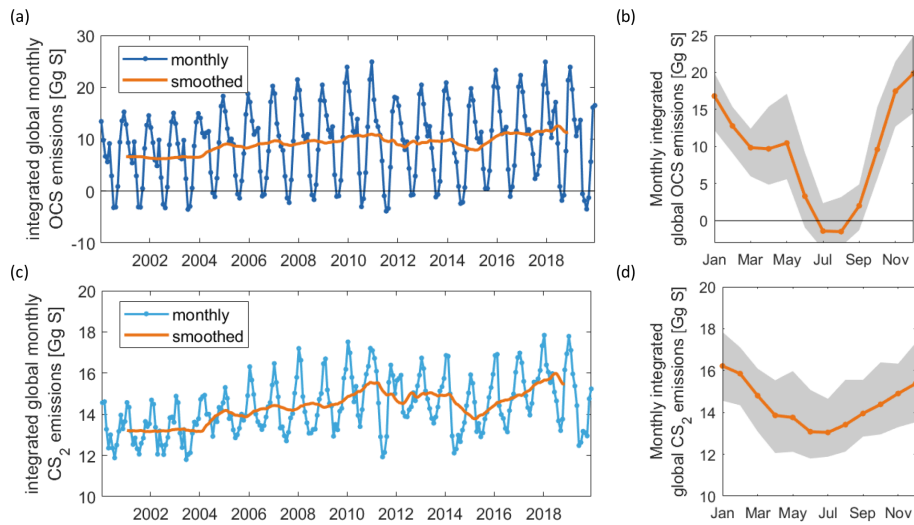 (a)
integrated global monthly
OCS emissions [Gg S]
30
20
10
0
-10
monthly
smoothed
2002 2004 2006 2008 2010 2012 2014 2016 2018
(b)
Monthly integrated
global OCS emissions [Gg S]
25
20
15
10
5
0
Jan Mar May Jul Sep Nov
(c)
integrated global monthly
CS2 emissions [Gg S]
20
18
16
14
12
10
monthly
smoothed
2002 2004 2006 2008 2010 2012 2014 2016 2018
(d)
Monthly integrated
global CS2 emissions [Gg S]
20
18
16
14
12
10
Jan Mar May Jul Sep Nov